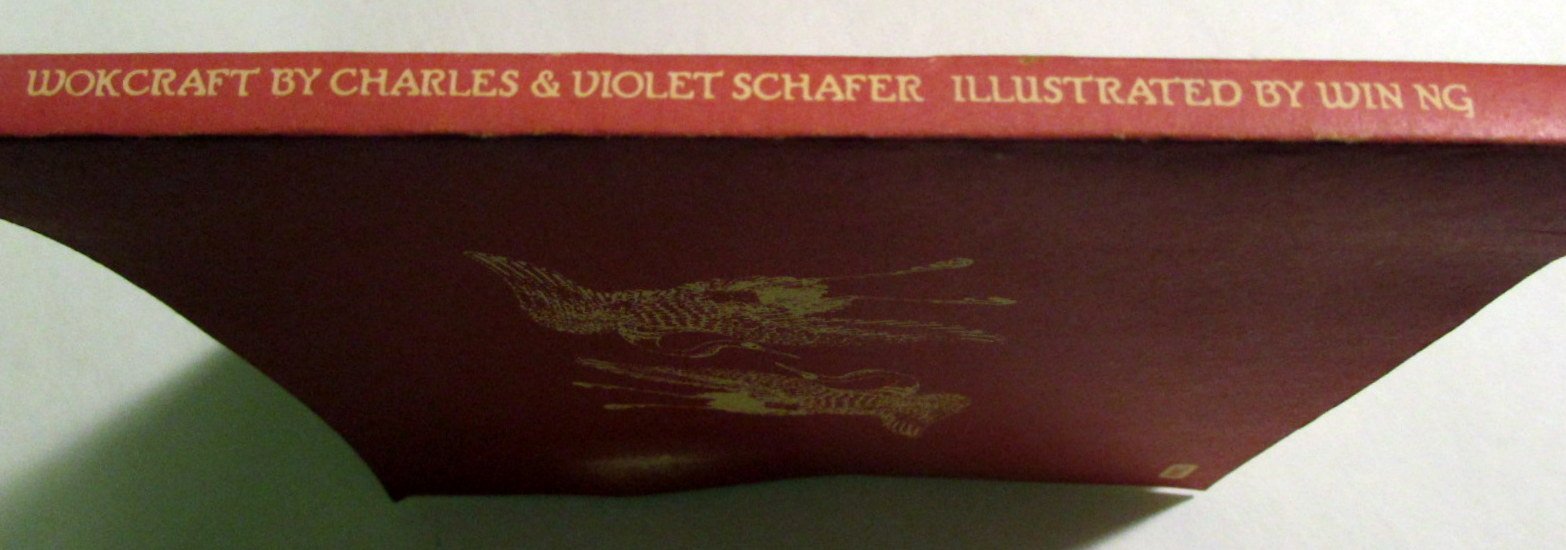 WOKCRAFT BY CHARLES & VIOLET SCHAFER ILLUSTRATED BY WIN NG